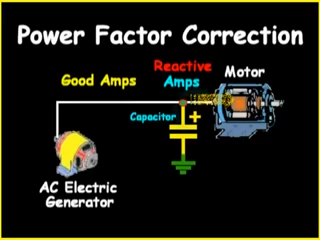 Power Factor Correction
Reactive
Good Amps
Amps
Motor
Capacitor
+
AC Electric
Generator